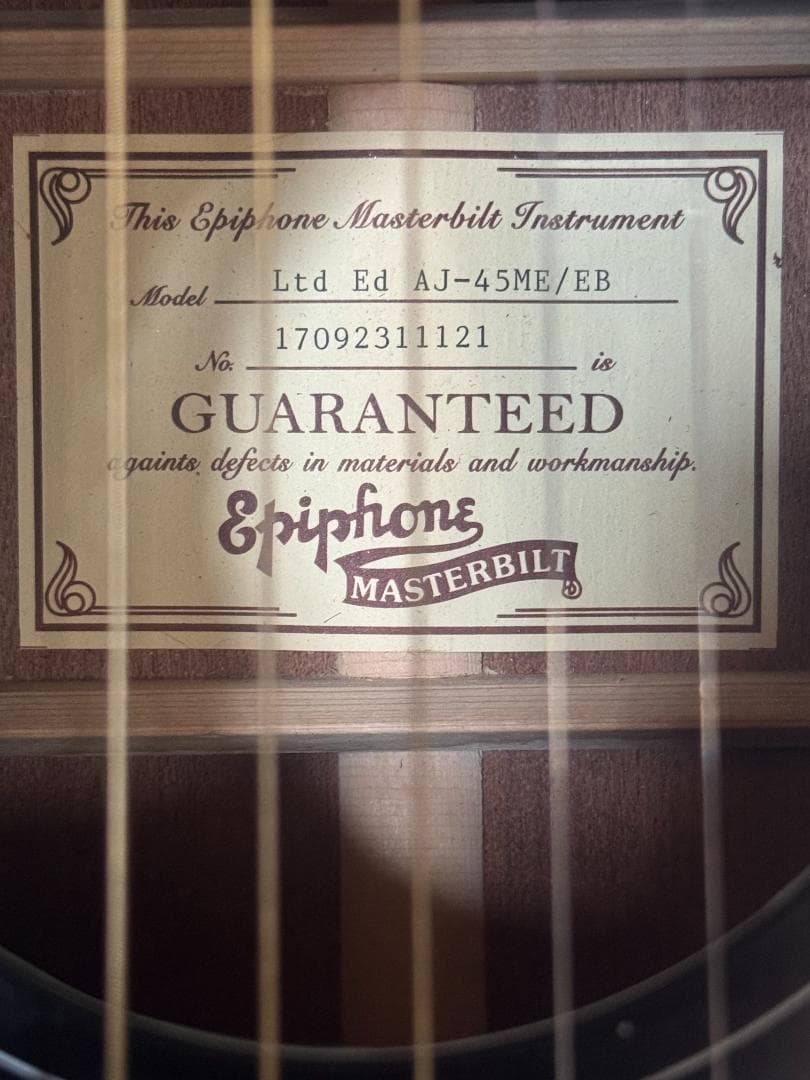 This Epiphone Masterbilt Instrument
Model Ltd Ed AJ-45ME/EB
No. 17092311121 is
GUARANTEED
againts defects in materials and workmanship.
Epiphone
MASTERBILT